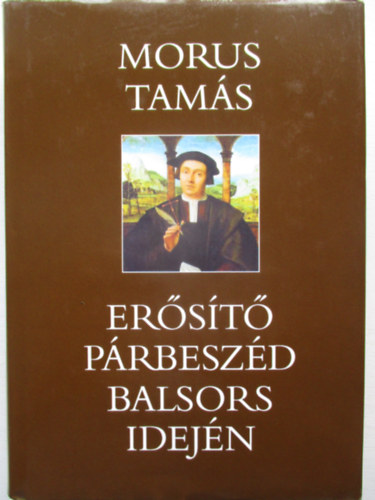 MORUS
TAMÁS
ERŐSÍTŐ
PÁRBESZÉD
BALSORS
IDEJÉN